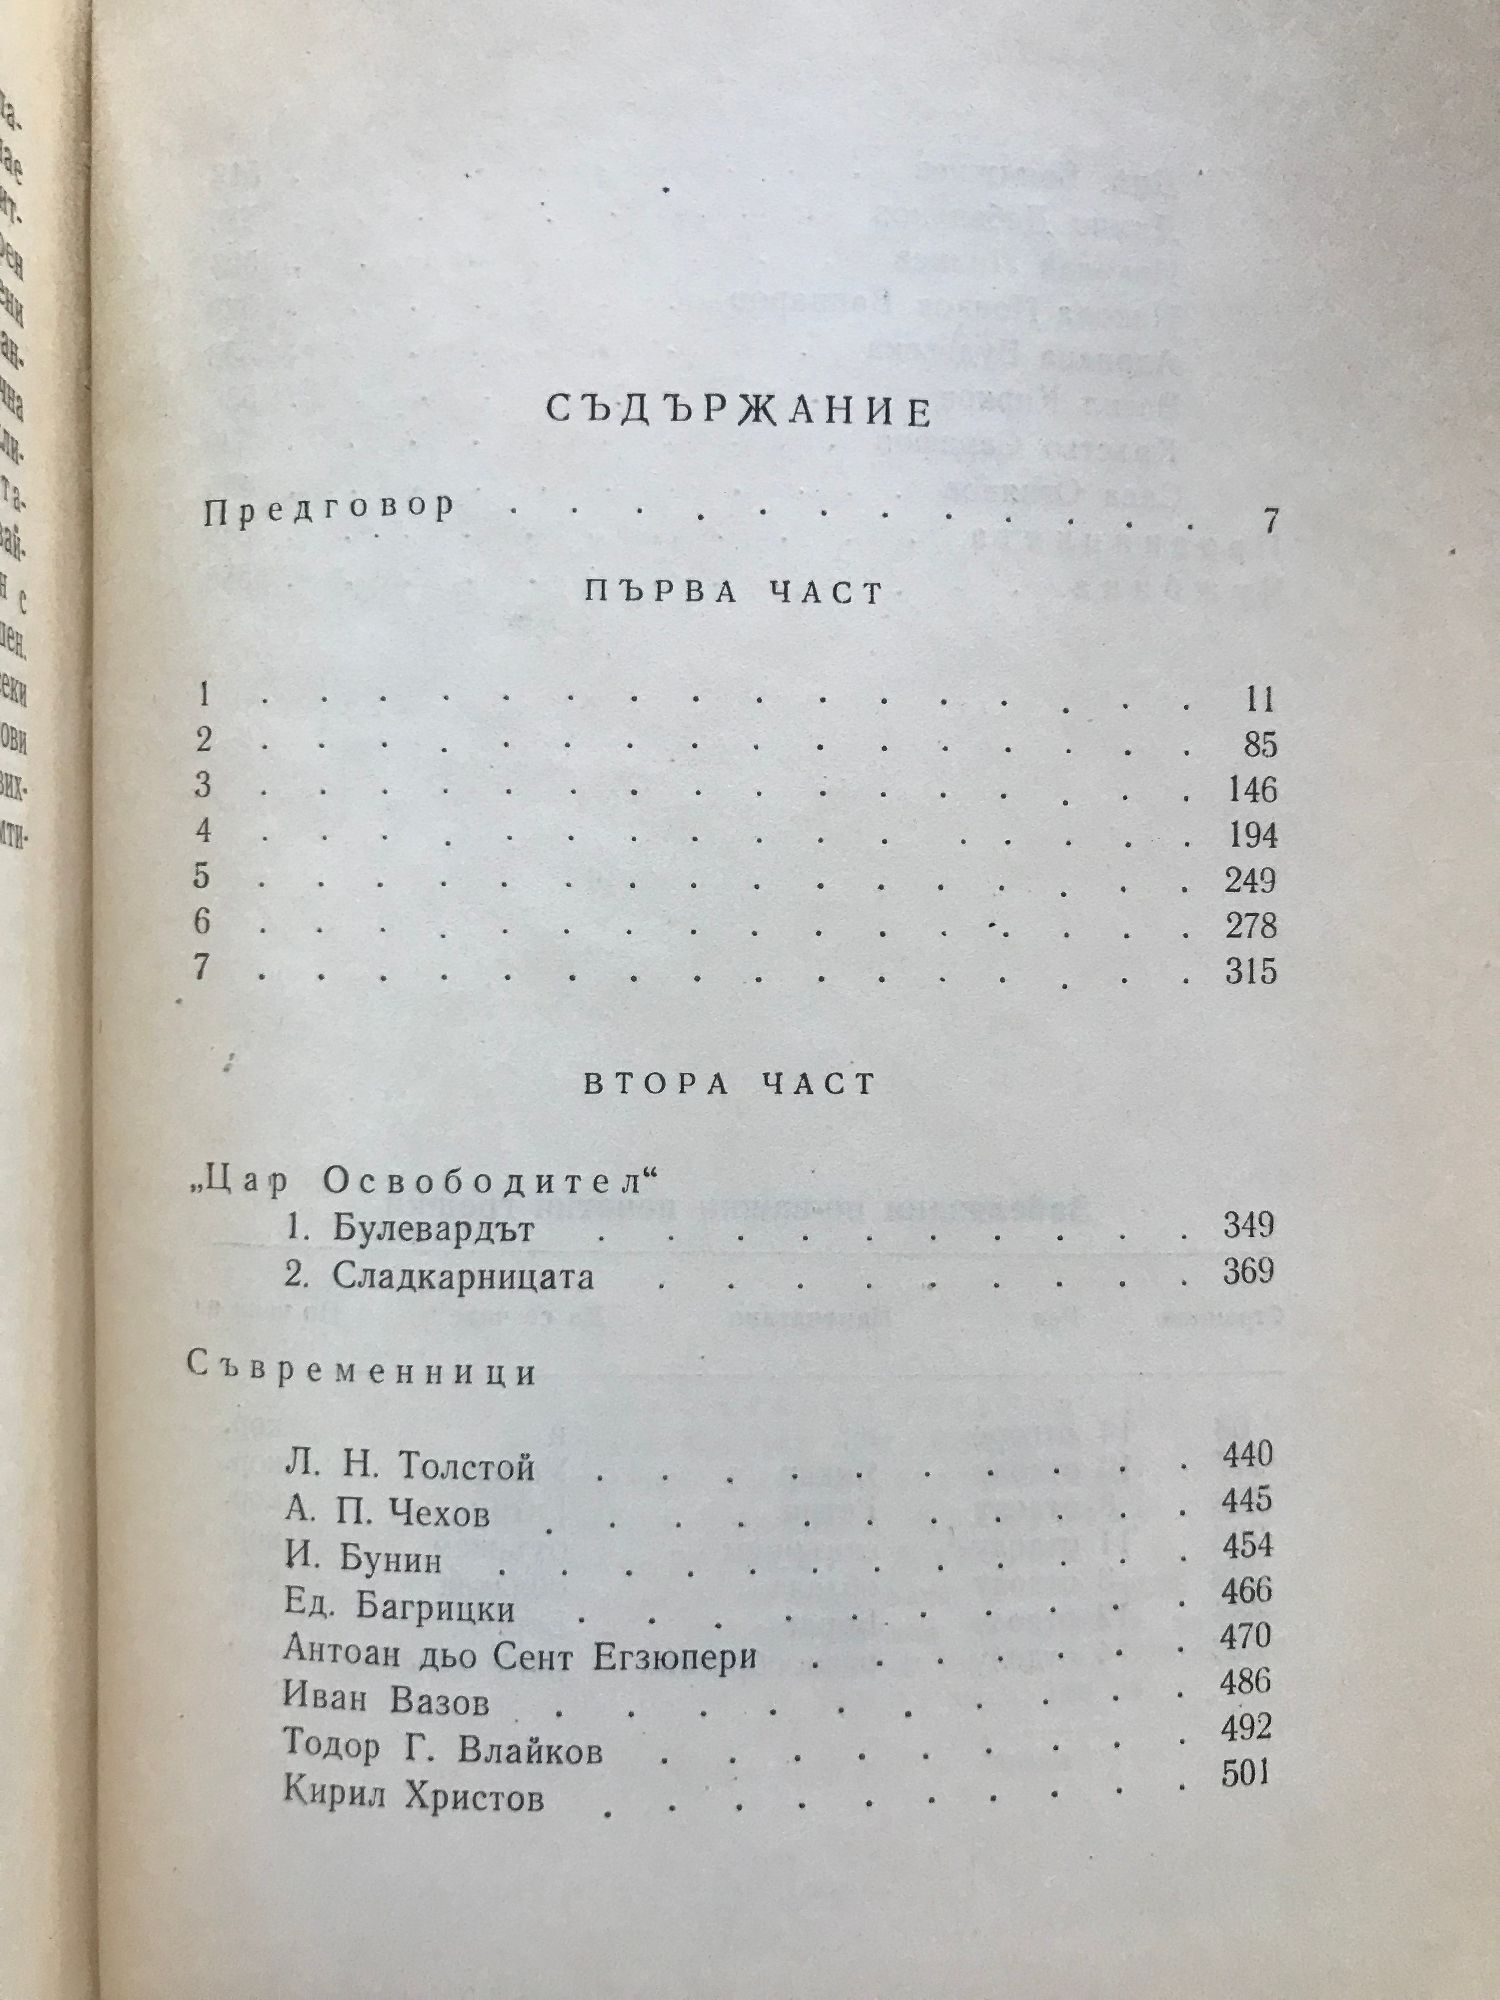 СЪДЪРЖАНИЕ
Предговор . . . . . . . . . . . . 7
ПЪРВА ЧАСТ
1 . . . . . . . . . . . . . . . . 11
2 . . . . . . . . . . . . . . . . 85
3 . . . . . . . . . . . . . . . . 146
4 . . . . . . . . . . . . . . . . 194
5 . . . . . . . . . . . . . . . . 249
6 . . . . . . . . . . . . . . . . 278
7 . . . . . . . . . . . . . . . . 315
ВТОРА ЧАСТ
„Цар Освободител“
1. Булевардът . . . . . . . . . . 349
2. Сладкарницата . . . . . . . . . 369
Съвременници
Л. Н. Толстой . . . . . . . . . . 440
А. П. Чехов . . . . . . . . . . . 445
И. Бунин . . . . . . . . . . . . 454
Ед. Багрицки . . . . . . . . . . 466
Антоан дьо Сент Егзюпери . . . . . . 470
Иван Вазов . . . . . . . . . . 486
Тодор Г. Влайков . . . . . . . . 492
Кирил Христов . . . . . . . . . . 501